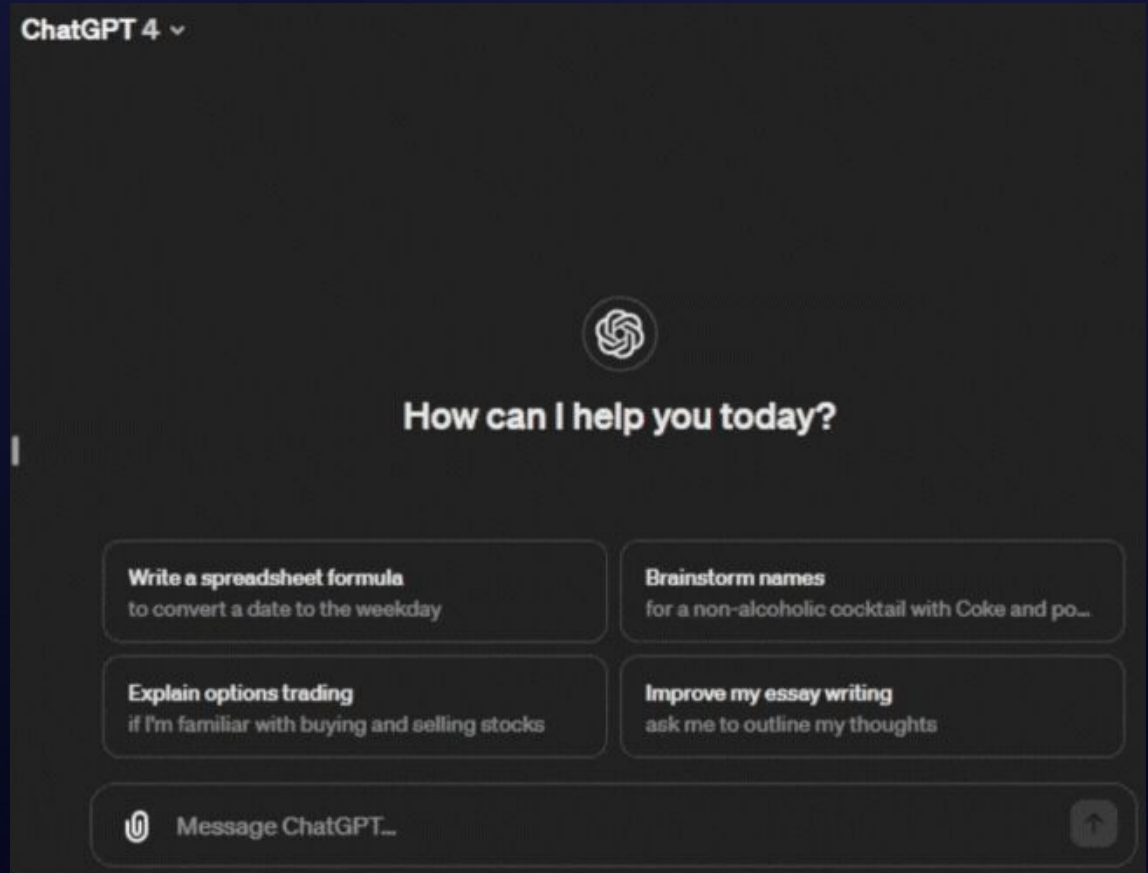 ChatGPT 4
How can I help you today?
Write a spreadsheet formula
to convert a date to the weekday
Brainstorm names
for a non-alcoholic cocktail with Coke and po...
Explain options trading
if I'm familiar with buying and selling stocks
Improve my essay writing
ask me to outline my thoughts
Message ChatGPT...